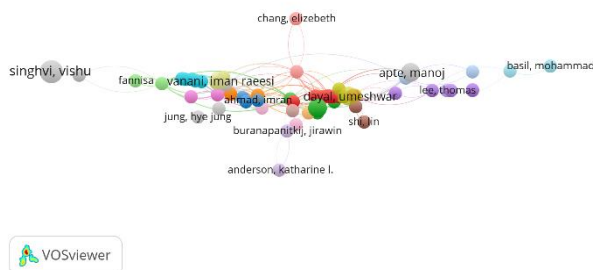 chang, elizebeth
singhvi, vishu
fannisa
vanani, iman raeesi
apte, manoj
basil, mohammad
ahmad, imran
dayal, umeshwar
lee, thomas
jung, hye jung
buranapanitkij, jirawin
shi, lin
anderson, katharine l.
VOSviewer